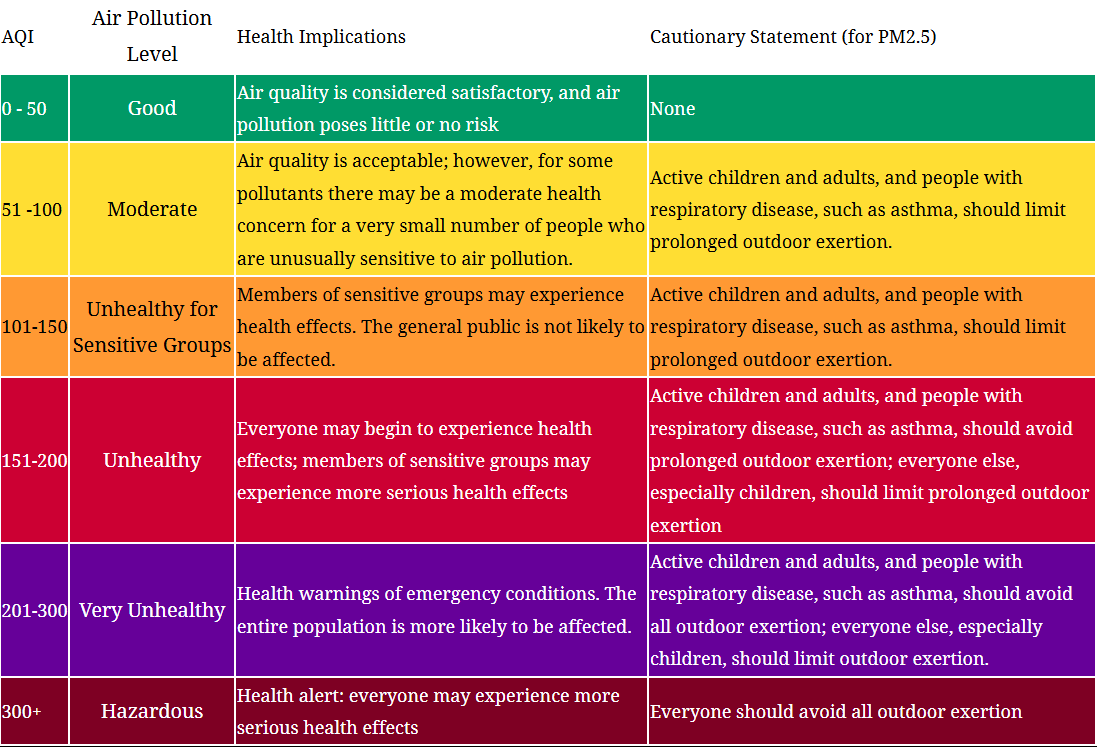 AQI
Air Pollution
Level
Health Implications
Cautionary Statement (for PM2.5)
0 - 50
Good
Air quality is considered satisfactory, and air
pollution poses little or no risk
None
51 -100
Moderate
Air quality is acceptable; however, for some
pollutants there may be a moderate health
concern for a very small number of people who
are unusually sensitive to air pollution.
Active children and adults, and people with
respiratory disease, such as asthma, should limit
prolonged outdoor exertion.
101-150
Unhealthy for
Sensitive Groups
Members of sensitive groups may experience
health effects. The general public is not likely to
be affected.
Active children and adults, and people with
respiratory disease, such as asthma, should limit
prolonged outdoor exertion.
151-200
Unhealthy
Everyone may begin to experience health
effects; members of sensitive groups may
experience more serious health effects
Active children and adults, and people with
respiratory disease, such as asthma, should avoid
prolonged outdoor exertion; everyone else,
especially children, should limit prolonged outdoor
exertion
201-300
Very Unhealthy
Health warnings of emergency conditions. The
entire population is more likely to be affected.
Active children and adults, and people with
respiratory disease, such as asthma, should avoid
all outdoor exertion; everyone else, especially
children, should limit outdoor exertion.
300+
Hazardous
Health alert: everyone may experience more
serious health effects
Everyone should avoid all outdoor exertion